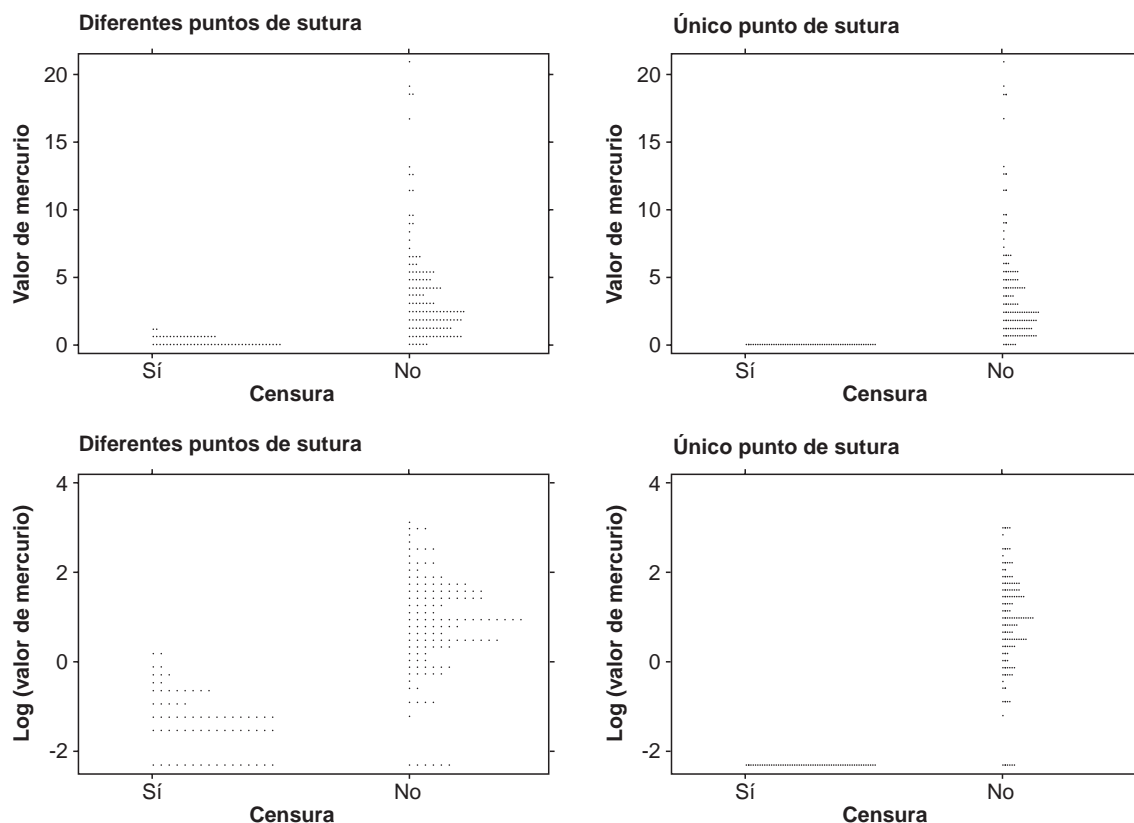 Diferentes puntos de sutura
Valor de mercurio
20
15
10
5
0
Sí
No
Censura
Único punto de sutura
Valor de mercurio
20
15
10
5
0
Sí
No
Censura
Diferentes puntos de sutura
Log (valor de mercurio)
4
2
0
-2
Sí
No
Censura
Único punto de sutura
Log (valor de mercurio)
4
2
0
-2
Sí
No
Censura